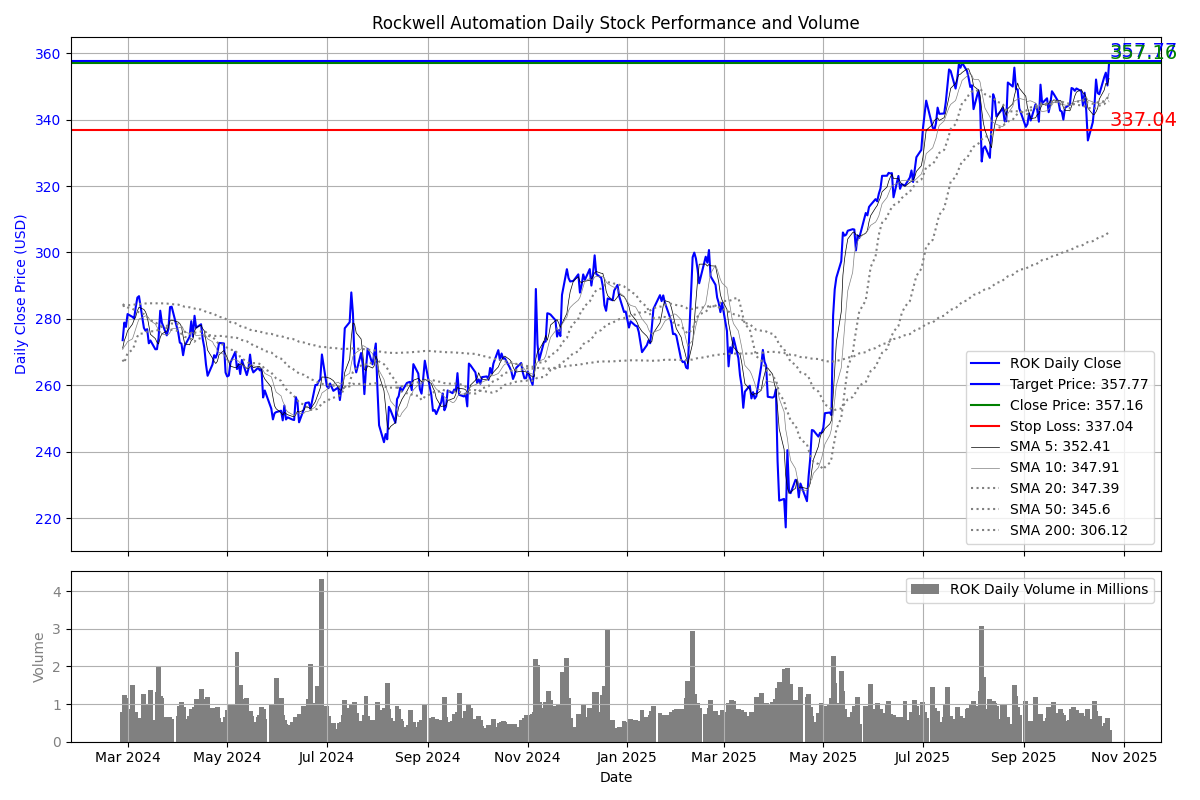 Rockwell Automation Daily Stock Performance and Volume
357.77
357.16
337.04
Daily Close Price (USD)
360
340
320
300
280
260
240
220
ROK Daily Close
Target Price: 357.77
Close Price: 357.16
Stop Loss: 337.04
SMA 5: 352.41
SMA 10: 347.91
SMA 20: 347.39
SMA 50: 345.6
SMA 200: 306.12
Volume
4
3
2
1
0
ROK Daily Volume in Millions
Mar 2024
May 2024
Jul 2024
Sep 2024
Nov 2024
Jan 2025
Mar 2025
May 2025
Jul 2025
Sep 2025
Nov 2025
Date